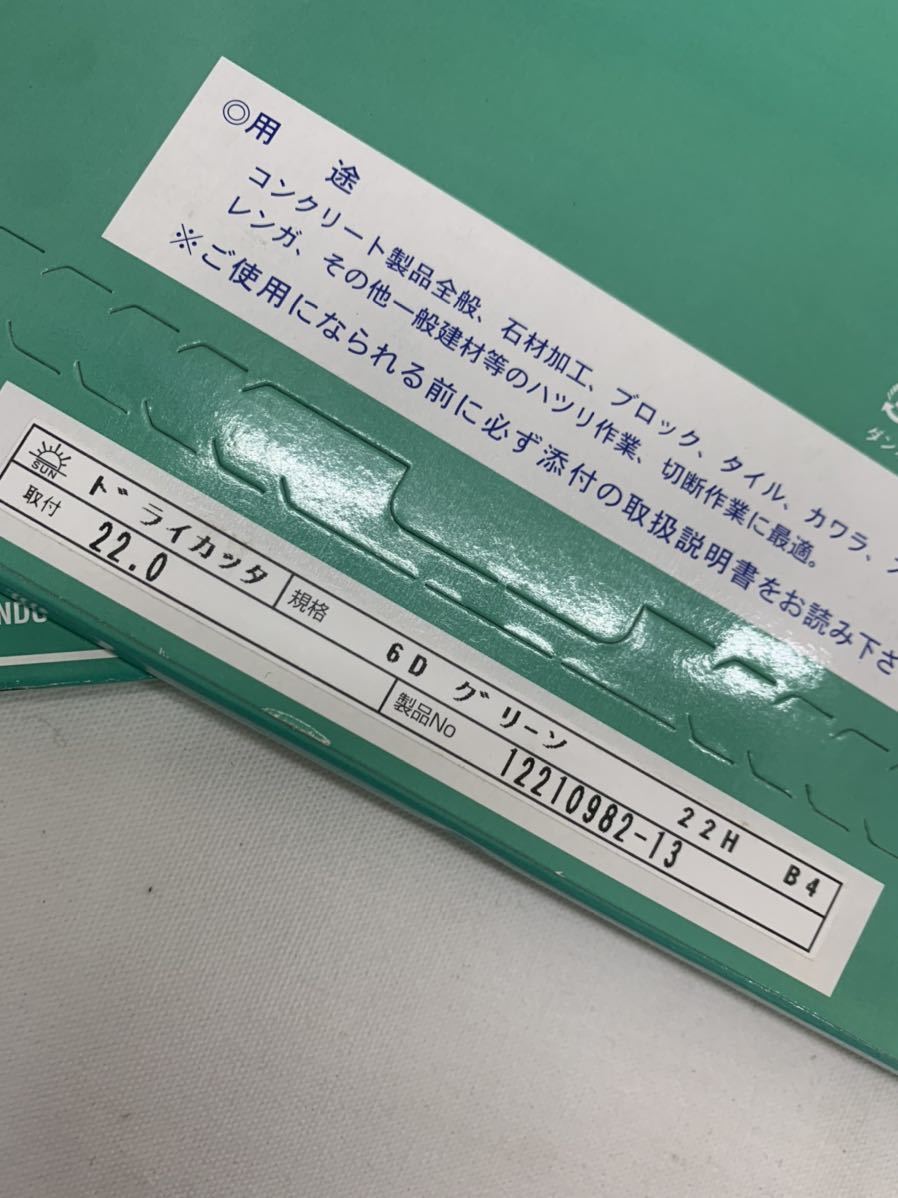 ◎用 途
コンクリート製品全般、石材加工、ブロック、タイル、カワラ、
レンガ、その他一般建材等のハツリ作業、切断作業に最適。
※ご使用になられる前に必ず添付の取扱説明書をお読み下さ
SUN ドライカッタ 規格 6D グリーン 22H B4
取付 22.0 製品No 12210982-13